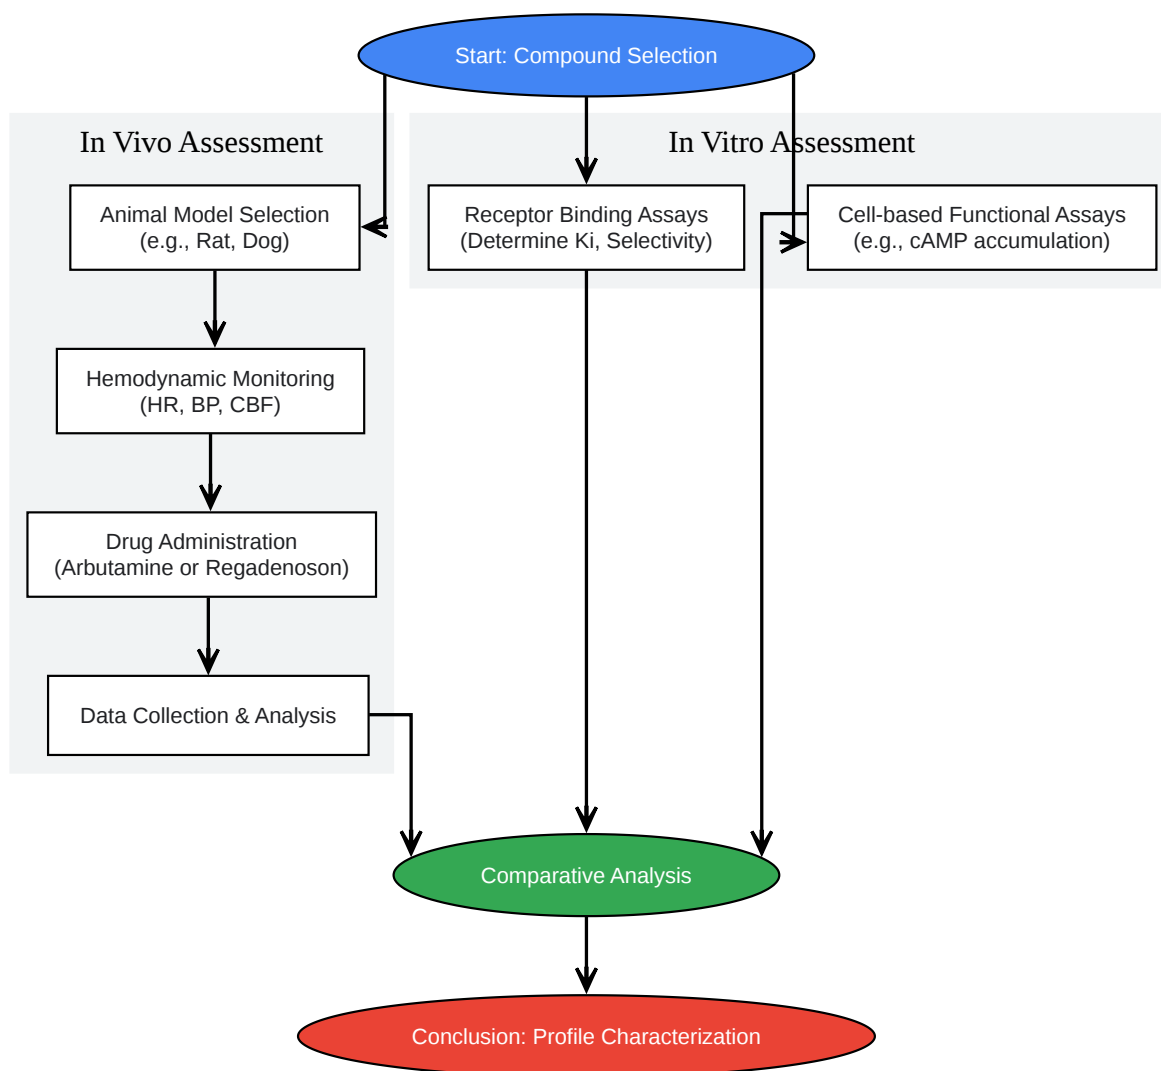 Start: Compound Selection
In Vivo Assessment
Animal Model Selection
(e.g., Rat, Dog)
Hemodynamic Monitoring
(HR, BP, CBF)
Drug Administration
(Arbutamine or Regadenoson)
Data Collection & Analysis
In Vitro Assessment
Receptor Binding Assays
(Determine Ki, Selectivity)
Cell-based Functional Assays
(e.g., cAMP accumulation)
Comparative Analysis
Conclusion: Profile Characterization